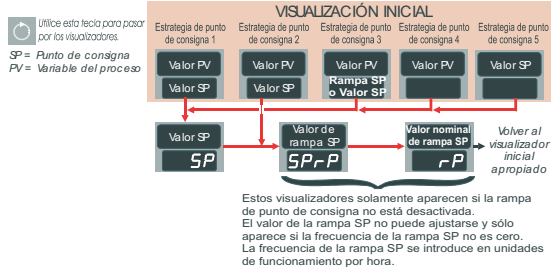 Utilice esta tecla para pasar
por los visualizadores.
SP = Punto de consigna
PV = Variable del proceso
VISUALIZACIÓN INICIAL
Estrategia de punto
de consigna 1
Estrategia de punto
de consigna 2
Estrategia de punto
de consigna 3
Estrategia de punto
de consigna 4
Estrategia de punto
de consigna 5
Valor PV
Valor SP
Valor PV
Valor SP
Valor PV
Rampa SP
o Valor SP
Valor PV
Valor SP
Valor SP
SP
Valor de
rampa SP
SPrP
Valor nominal
de rampa SP
rP
Volver al
visualizador
inicial
apropiado
Estos visualizadores solamente aparecen si la rampa
de punto de consigna no está desactivada.
El valor de la rampa SP no puede ajustarse y sólo
aparece si la frecuencia de la rampa SP no es cero.
La frecuencia de la rampa SP se introduce en unidades
de funcionamiento por hora.